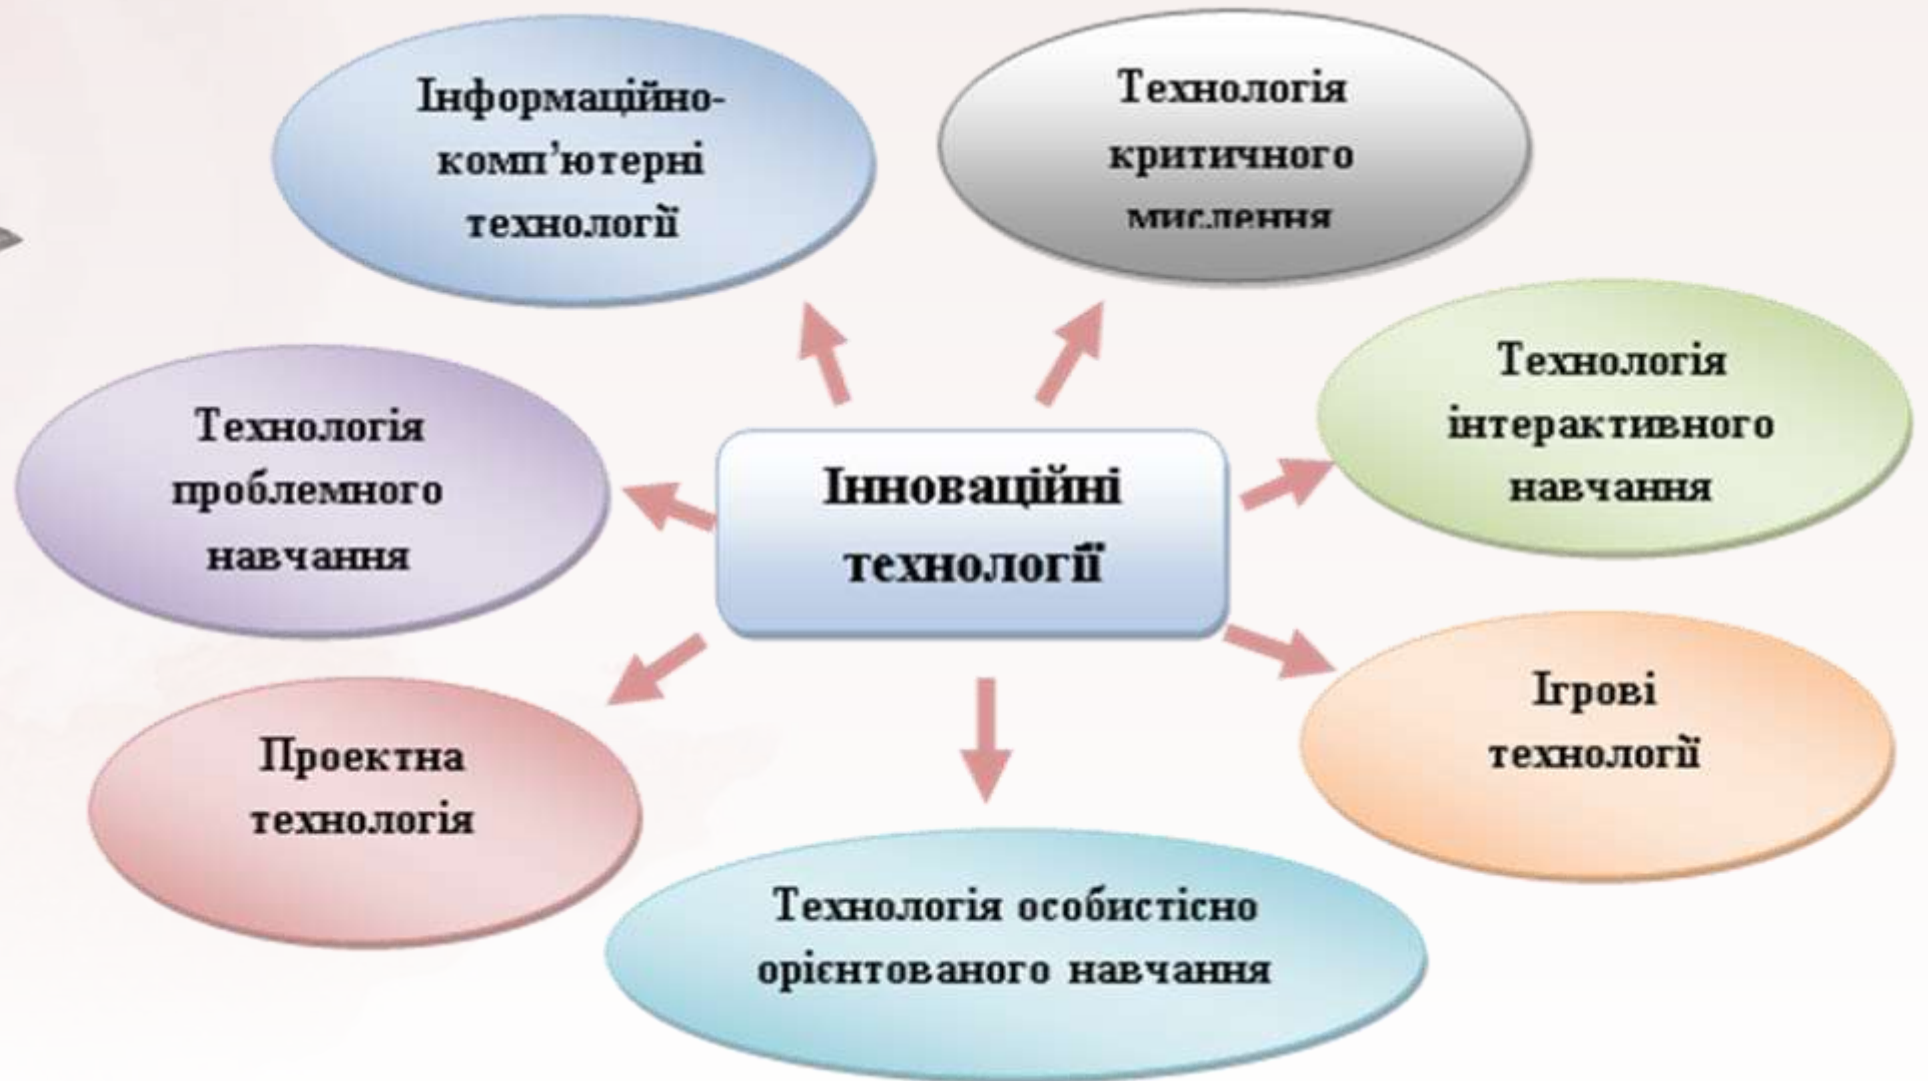 Інформаційно-
комп’ютерні
технології
Технологія
критичного
мислення
Технологія
інтерактивного
навчання
Технологія
проблемного
навчання
Інноваційні
технології
Ігрові
технології
Проектна
технологія
Технологія особистісно
орієнтованого навчання